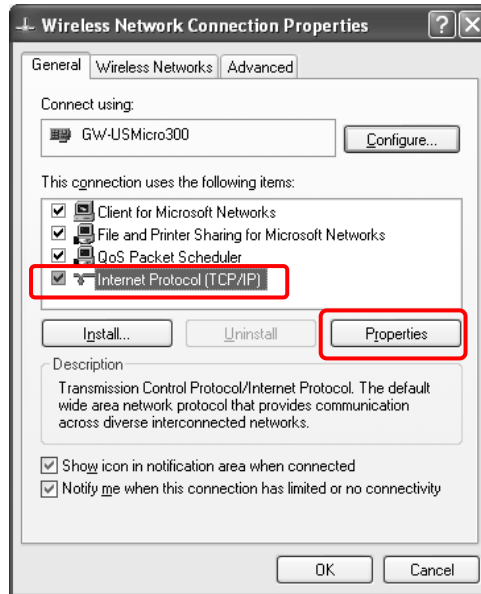 Wireless Network Connection Properties
General
Wireless Networks
Advanced
Connect using:
GW-USMicro300
Configure...
This connection uses the following items:
Client for Microsoft Networks
File and Printer Sharing for Microsoft Networks
QoS Packet Scheduler
Internet Protocol (TCP/IP)
Install...
Uninstall
Properties
Description
Transmission Control Protocol/Internet Protocol. The default
wide area network protocol that provides communication
across diverse interconnected networks.
Show icon in notification area when connected
Notify me when this connection has limited or no connectivity
OK
Cancel